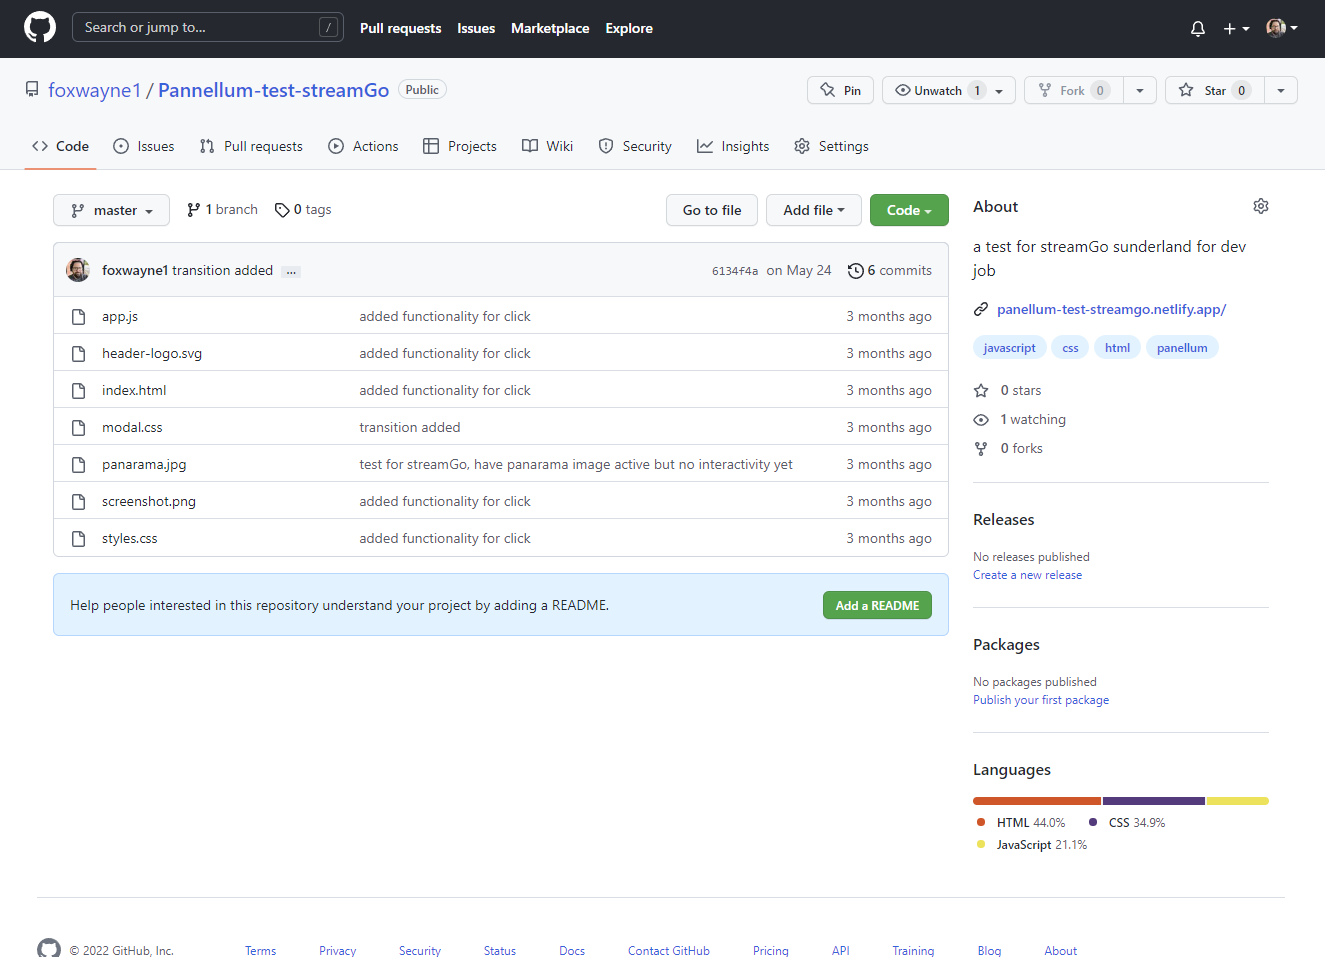 Search or jump to... /
Pull requests Issues Marketplace Explore
foxwayne1 / Pannellum-test-streamGo Public
Pin Unwatch 1 Fork 0 Star 0
Code Issues Pull requests Actions Projects Wiki Security Insights Settings
master 1 branch 0 tags Go to file Add file Code
foxwayne1 transition added ... 6134f4a on May 24 6 commits
app.js added functionality for click 3 months ago
header-logo.svg added functionality for click 3 months ago
index.html added functionality for click 3 months ago
modal.css transition added 3 months ago
panarama.jpg test for streamGo, have panarama image active but no interactivity yet 3 months ago
screenshot.png added functionality for click 3 months ago
styles.css added functionality for click 3 months ago
Help people interested in this repository understand your project by adding a README. Add a README
About
a test for streamGo sunderland for dev
job
panellum-test-streamgo.netlify.app/
javascript css html panellum
0 stars
1 watching
0 forks
Releases
No releases published
Create a new release
Packages
No packages published
Publish your first package
Languages
HTML 44.0% CSS 34.9%
JavaScript 21.1%
© 2022 GitHub, Inc. Terms Privacy Security Status Docs Contact GitHub Pricing API Training Blog About